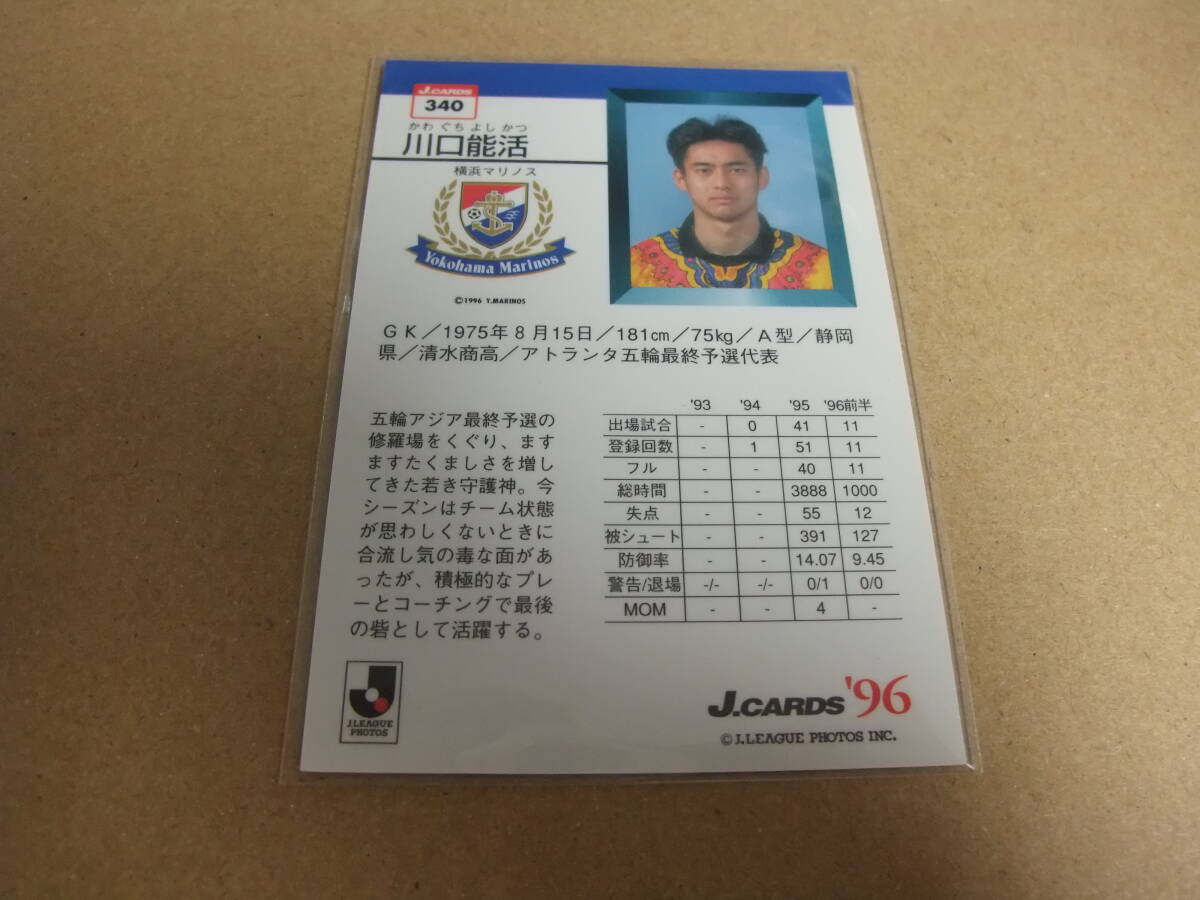 J.CARDS
340
かわ ぐち よし かつ
川口能活
横浜マリノス
Yokohama Marinos
©1996 Y.MARINOS
GK／1975年8月15日／181cm／75kg／A型／静岡
県／清水商高／アトランタ五輪最終予選代表
五輪アジア最終予選の
修羅場をくぐり、ます
ますたくましさを増し
てきた若き守護神。今
シーズンはチーム状態
が思わしくないときに
合流し気の毒な面があ
ったが、積極的なプレ
ーとコーチングで最後
の砦として活躍する。
'93 '94 '95 '96前半
出場試合 - 0 41 11
登録回数 - 1 51 11
フル - - 40 11
総時間 - - 3888 1000
失点 - - 55 12
被シュート - - 391 127
防御率 - - 14.07 9.45
警告/退場 -/- -/- 0/1 0/0
MOM - - 4 -
J.LEAGUE
PHOTOS
J.CARDS '96
© J.LEAGUE PHOTOS INC.